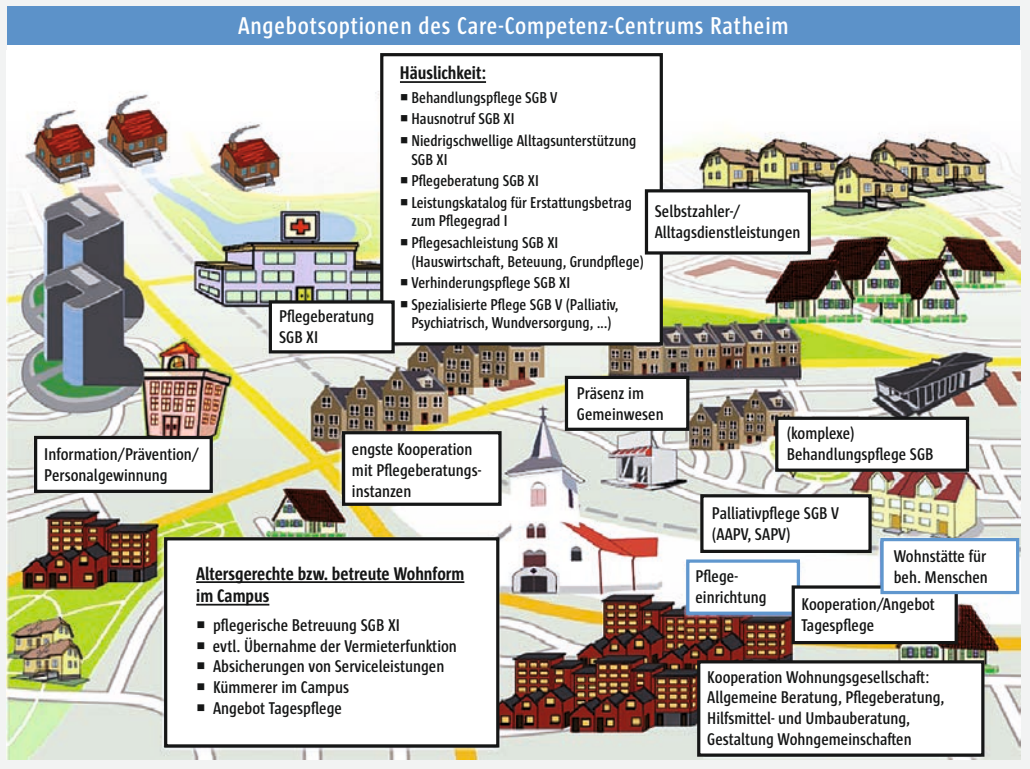 Angebotsoptionen des Care-Competenz-Centrums Ratheim
Häuslichkeit:
▪ Behandlungspflege SGB V
▪ Hausnotruf SGB XI
▪ Niedrigschwellige Alltagsunterstützung
SGB XI
▪ Pflegeberatung SGB XI
▪ Leistungskatalog für Erstattungsbetrag
zum Pflegegrad I
▪ Pflegesachleistung SGB XI
(Hauswirtschaft, Beteuung, Grundpflege)
▪ Verhinderungspflege SGB XI
▪ Spezialisierte Pflege SGB V (Palliativ,
Psychiatrisch, Wundversorgung, ...)
Selbstzahler-/
Alltagsdienstleistungen
Pflegeberatung
SGB XI
Präsenz im
Gemeinwesen
(komplexe)
Behandlungspflege SGB
Information/Prävention/
Personalgewinnung
engste Kooperation
mit Pflegeberatungs-
instanzen
Palliativpflege SGB V
(AAPV, SAPV)
Wohnstätte für
beh. Menschen
Pflege-
einrichtung
Kooperation/Angebot
Tagespflege
Altersgerechte bzw. betreute Wohnform
im Campus
▪ pflegerische Betreuung SGB XI
▪ evtl. Übernahme der Vermieterfunktion
▪ Absicherungen von Serviceleistungen
▪ Kümmerer im Campus
▪ Angebot Tagespflege
Kooperation Wohnungsgesellschaft:
Allgemeine Beratung, Pflegeberatung,
Hilfsmittel- und Umbauberatung,
Gestaltung Wohngemeinschaften